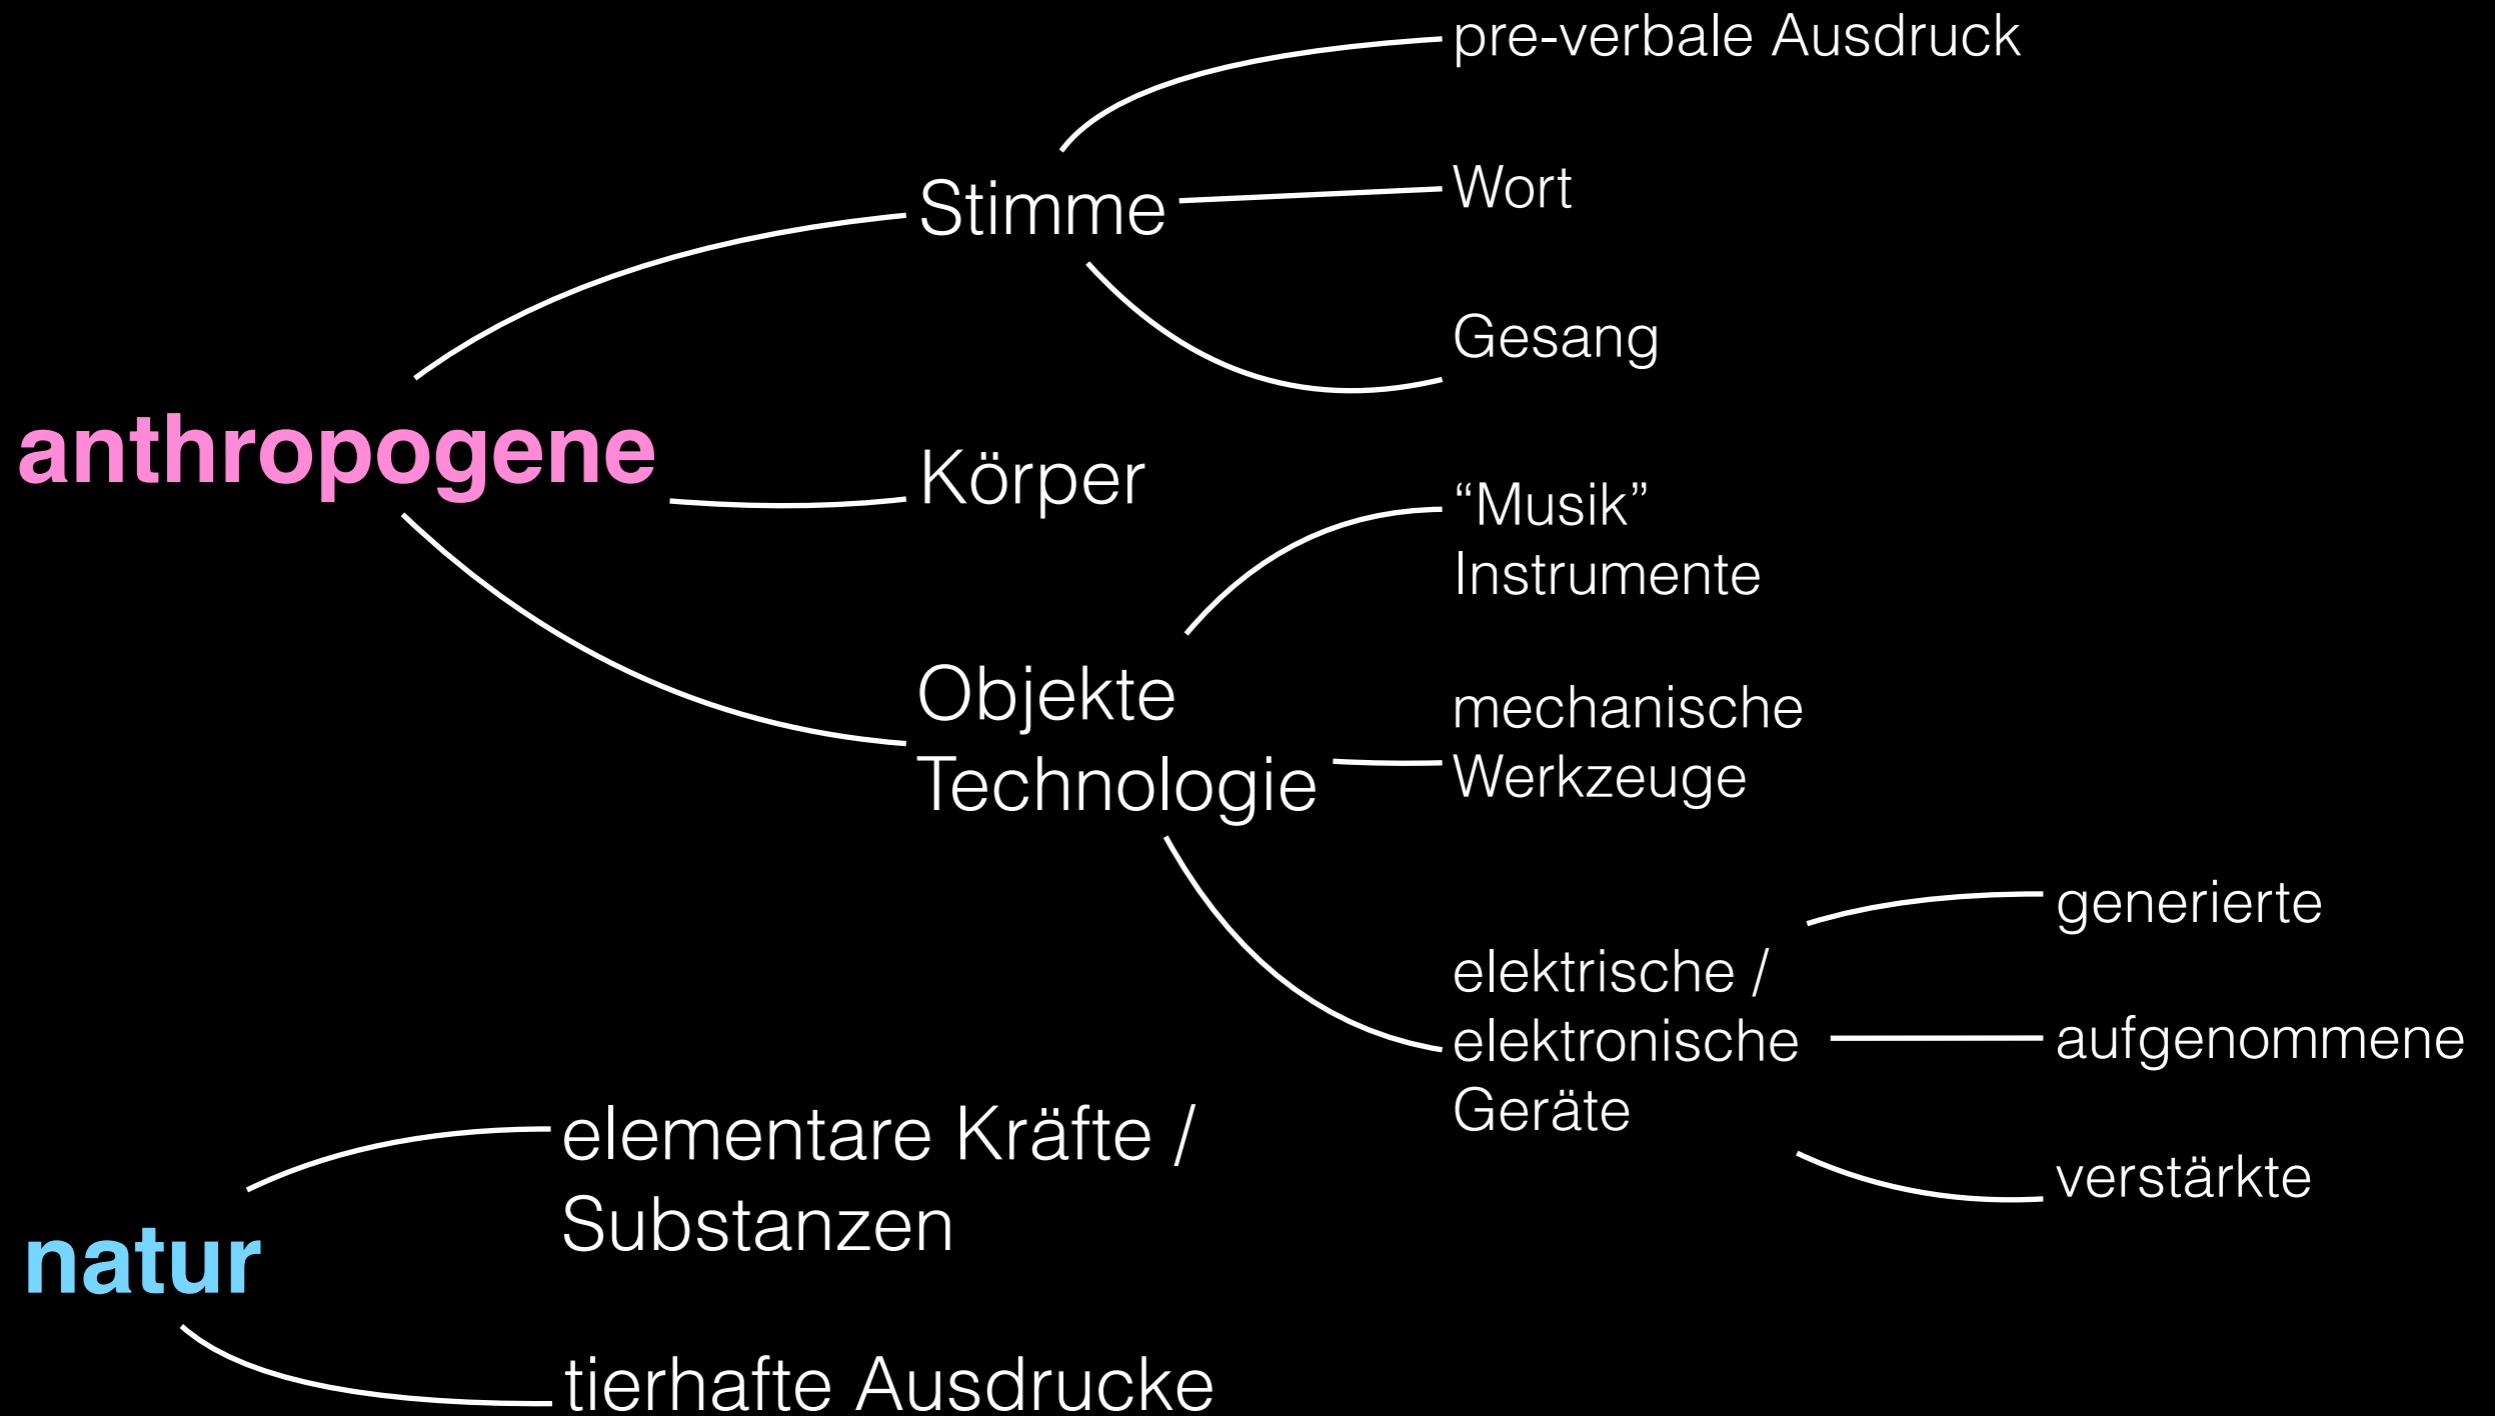 anthropogene
Stimme
pre-verbale Ausdruck
Wort
Gesang
Körper
Objekte
Technologie
“Musik”
Instrumente
mechanische
Werkzeuge
elektrische /
elektronische
Geräte
generierte
aufgenommene
verstärkte
natur
elementare Kräfte /
Substanzen
tierhafte Ausdrucke